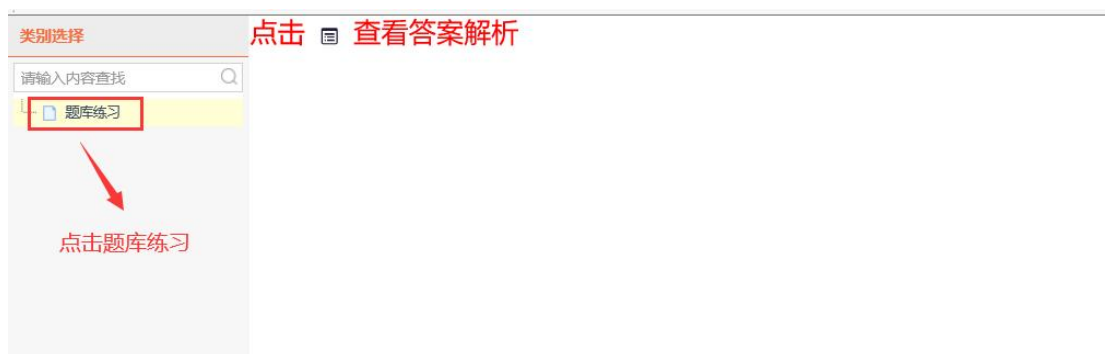 类别选择
点击 查看答案解析
请输入内容查找
题库练习
点击题库练习